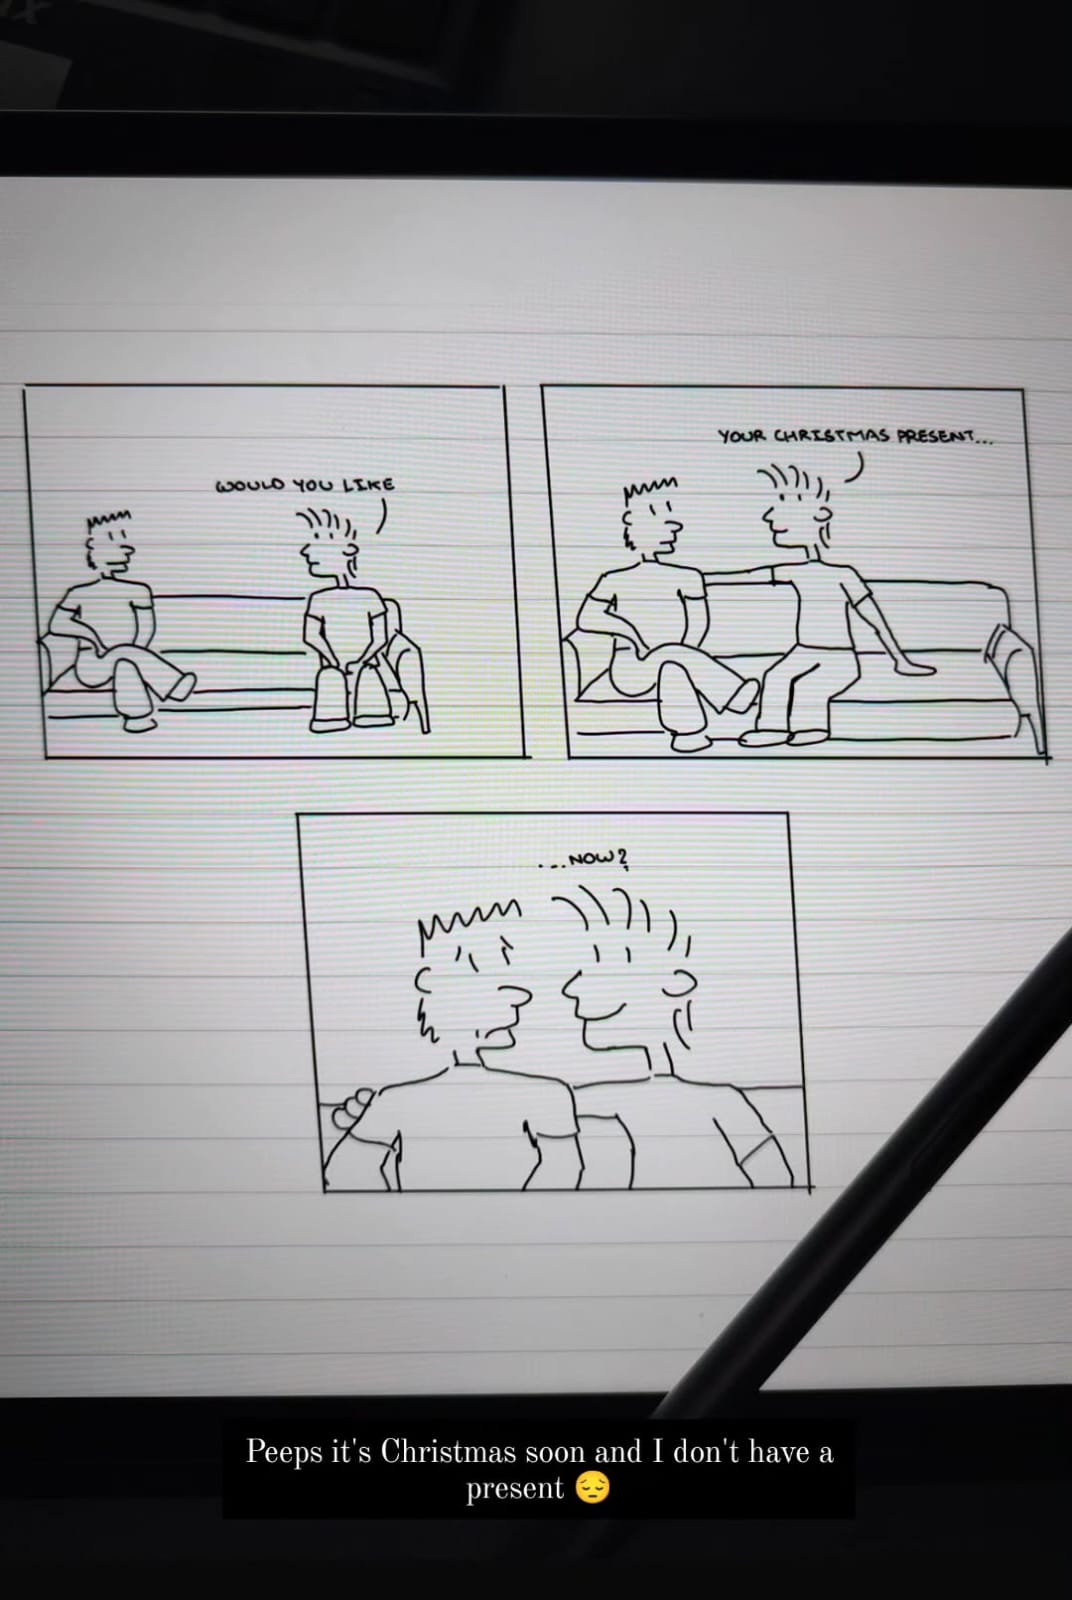 WOULD YOU LIKE
YOUR CHRISTMAS PRESENT...
...NOW?
Peeps it's Christmas soon and I don't have a
present 😔